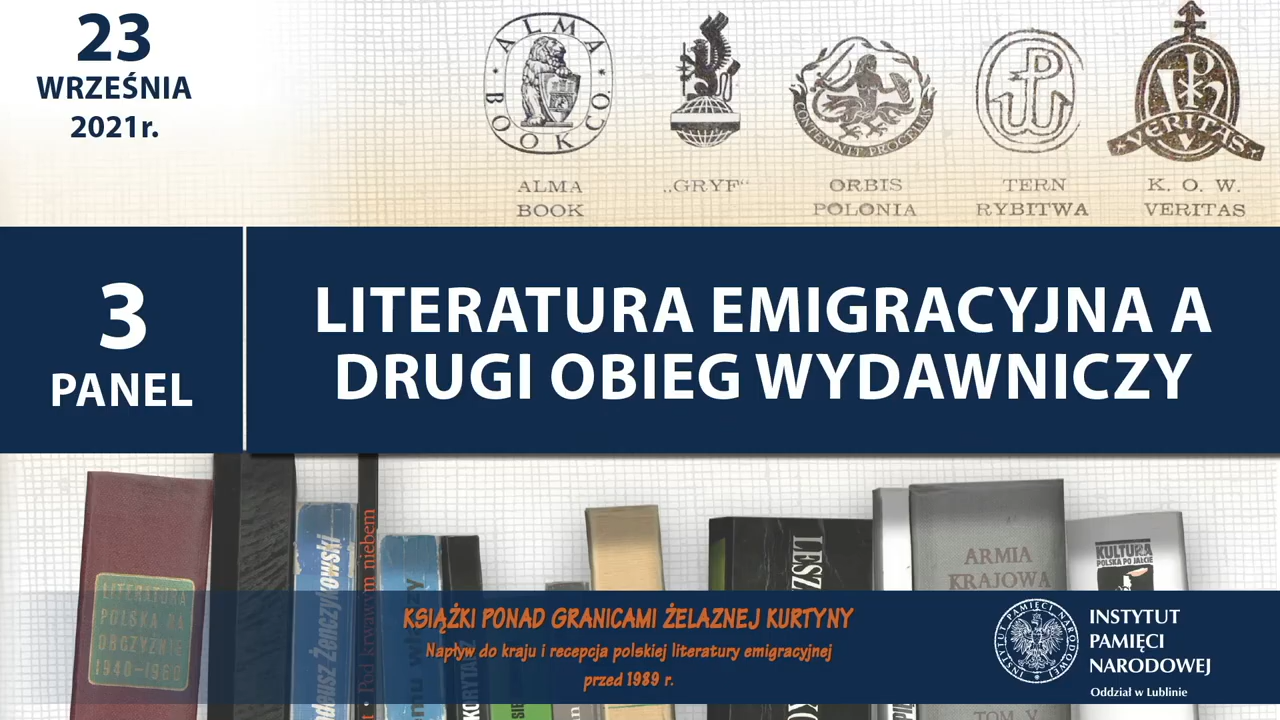 23
WRZEŚNIA
2021r.
ALMA
BOOK CO.
CONTEMNIT PROCELLAS
VERITAS
ALMA
BOOK
„GRYF“
ORBIS
POLONIA
TERN
RYBITWA
K. O. W.
VERITAS
3
PANEL
LITERATURA EMIGRACYJNA A
DRUGI OBIEG WYDAWNICZY
LITERATURA
POLSKA NA
OBCZYŹNIE
1940-1960
Pod krwawym niebem
LESZ
ARMIA
KRAJOWA
TOM V
KULTURA
POLSKA PO JAŁCIE
KSIĄŻKI PONAD GRANICAMI ŻELAZNEJ KURTYNY
Napływ do kraju i recepcja polskiej literatury emigracyjnej
przed 1989 r.
INSTYTUT PAMIĘCI NARODOWEJ
INSTYTUT
PAMIĘCI
NARODOWEJ
Oddział w Lublinie